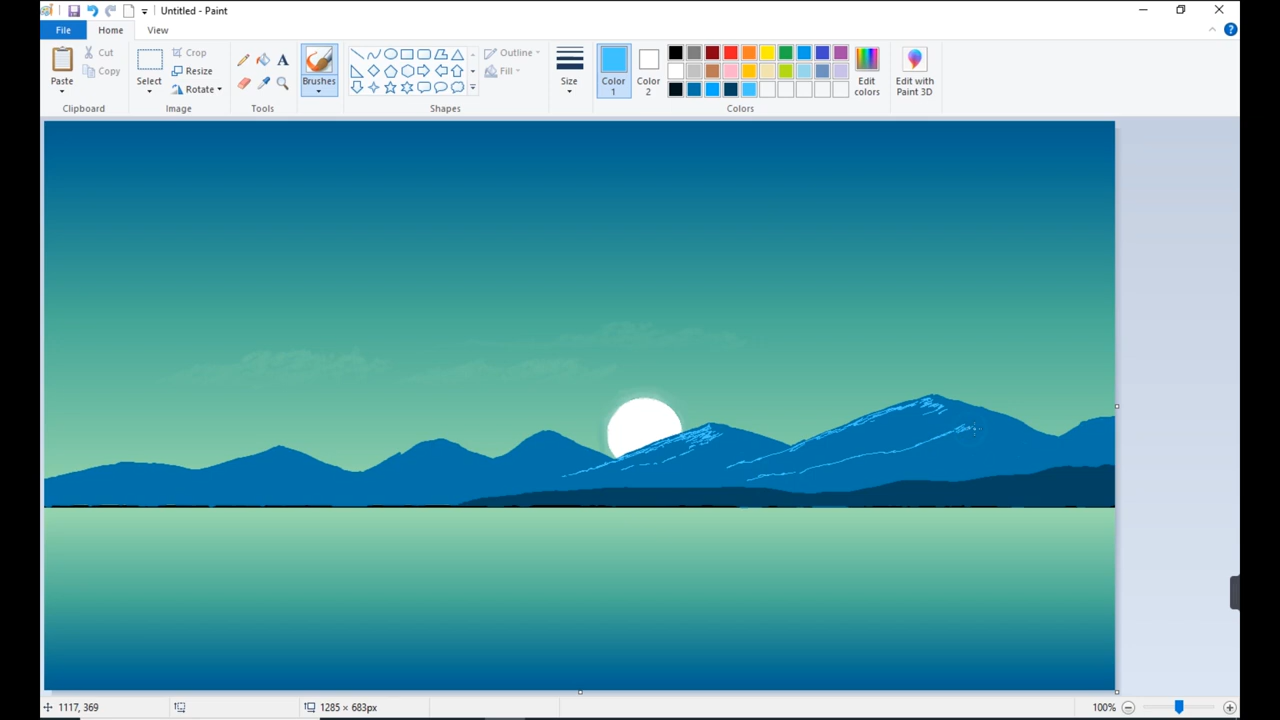 Untitled - Paint
File Home View
Paste Cut Copy Clipboard
Select Crop Resize Rotate Image
A Tools
Brushes
Outline Fill Shapes
Size
Color 1 Color 2 Edit colors Colors
Edit with Paint 3D
1117, 369 1285 × 683px 100%